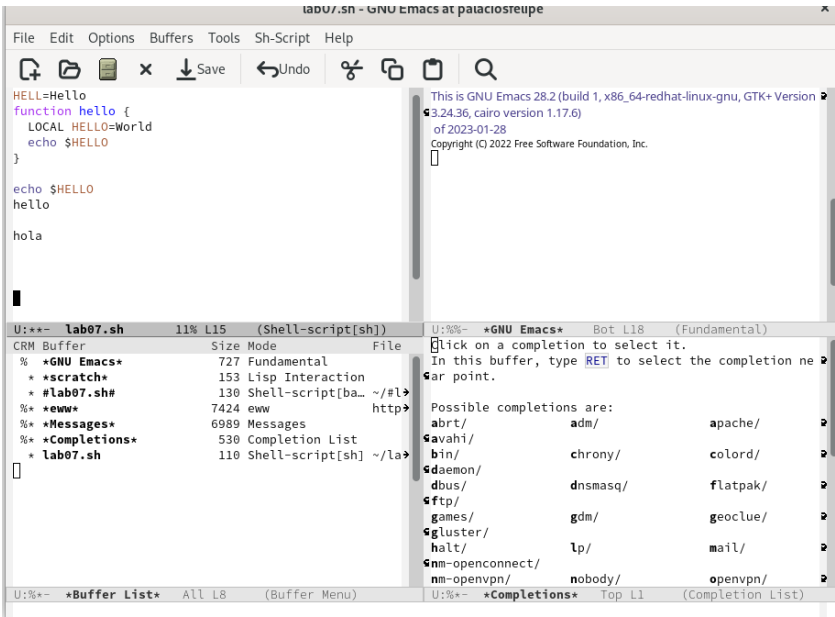 lab07.sh - GNU Emacs at palaciosfelipe
File Edit Options Buffers Tools Sh-Script Help
Save Undo
HELL=Hello
function hello {
  LOCAL HELLO=World
  echo $HELLO
}
echo $HELLO
hello
hola
U:**-  lab07.sh       11% L15    (Shell-script[sh])
This is GNU Emacs 28.2 (build 1, x86_64-redhat-linux-gnu, GTK+ Version
3.24.36, cairo version 1.17.6)
 of 2023-01-28
Copyright (C) 2022 Free Software Foundation, Inc.
U:%%-  *GNU Emacs*    Bot L18    (Fundamental)
CRM Buffer                Size Mode             File
 %  *GNU Emacs*            727 Fundamental
  * *scratch*              153 Lisp Interaction
  * #lab07.sh#             130 Shell-script[ba… ~/#l
 %* *eww*                 7424 eww              http
 %* *Messages*            6989 Messages
 %* *Completions*          530 Completion List
  * lab07.sh               110 Shell-script[sh] ~/la
U:%*-  *Buffer List*   All L8     (Buffer Menu)
Click on a completion to select it.
In this buffer, type RET to select the completion ne
ar point.
Possible completions are:
abrt/              adm/               apache/
avahi/
bin/               chrony/            colord/
daemon/
dbus/              dnsmasq/           flatpak/
ftp/
games/             gdm/               geoclue/
gluster/
halt/              lp/                mail/
nm-openconnect/
nm-openvpn/        nobody/            openvpn/
U:%*-  *Completions*   Top L1     (Completion List)